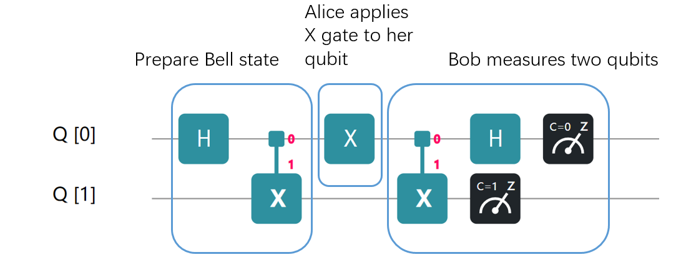 Alice applies
X gate to her
qubit
Prepare Bell state
Bob measures two qubits
Q [0]
H
0
1
X
X
0
1
X
H
C=0 Z
Q [1]
C=1 Z